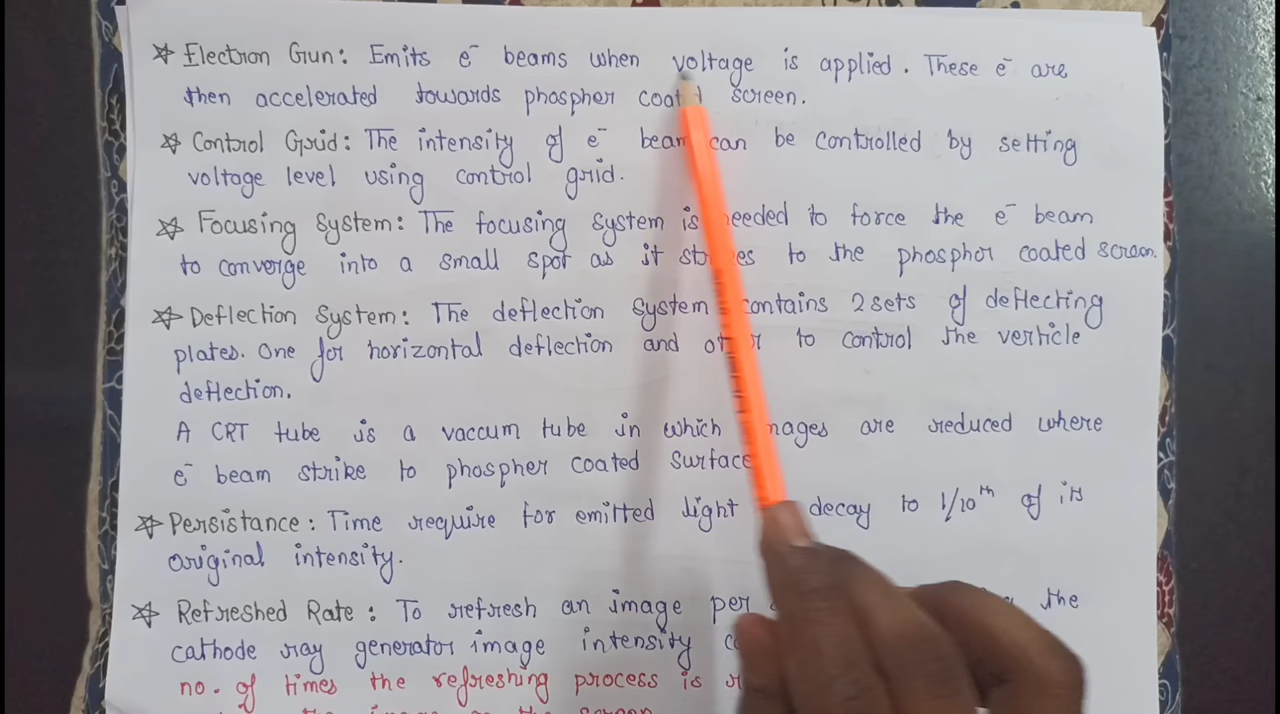 ☆ Electron Gun: Emits e⁻ beams when voltage is applied. These e⁻ are
then accelerated towards phospher screen.
☆ Control Grid: The intensity of e⁻ beam can be controlled by setting
voltage level using control grid.
☆ Focusing System: The focusing system is needed to force the e⁻ beam
to converge into a small spot as it to the phosphor coated screen.
☆ Deflection System: The deflection system contains 2 sets of deflecting
plates. One for horizontal deflection and to control the verticle
deflection.
A CRT tube is a vaccum tube in which are reduced where
e⁻ beam strike to phospher coated surface
☆ Persistance: Time require for emitted light decay to 1/10ᵗʰ of its
original intensity.
☆ Refreshed Rate: To refresh an image per the
cathode ray generator image intensity
no. of times the refreshing process is
the image on the screen